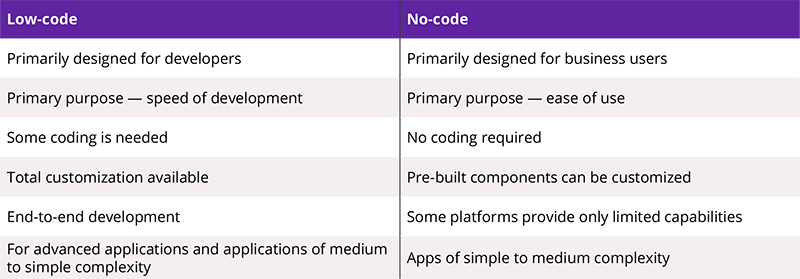 Low-code No-code
Primarily designed for developers Primarily designed for business users
Primary purpose — speed of development Primary purpose — ease of use
Some coding is needed No coding required
Total customization available Pre-built components can be customized
End-to-end development Some platforms provide only limited capabilities
For advanced applications and applications of medium
to simple complexity
Apps of simple to medium complexity